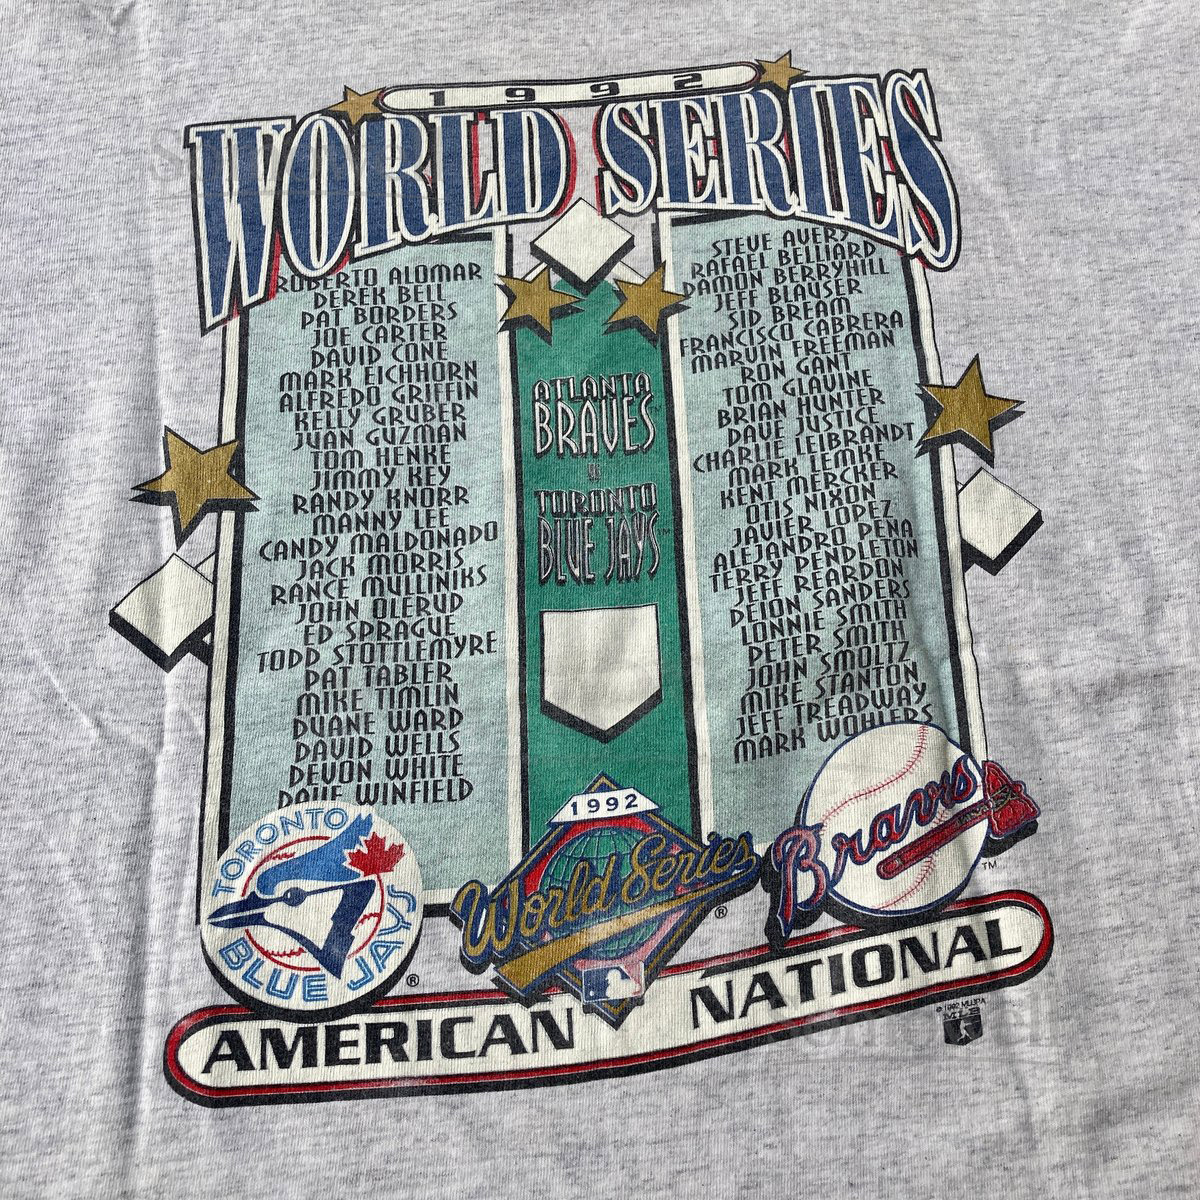 1992
WORLD SERIES
ROBERTO ALOMAR
DEREK BELL
PAT BORDERS
JOE CARTER
DAVID CONE
MARK EICHHORN
ALFREDO GRIFFIN
KELLY GRUBER
JUAN GUZMAN
TOM HENKE
JIMMY KEY
RANDY KNORR
MANNY LEE
CANDY MALDONADO
JACK MORRIS
RANCE MULLINIKS
JOHN OLERUD
ED SPRAGUE
TODD STOTTLEMYRE
PAT TABLER
MIKE TIMLIN
DUANE WARD
DAVID WELLS
DEVON WHITE
DAVE WINFIELD
ATLANTA
BRAVES
TORONTO
BLUE JAYS™
STEVE AVERY
RAFAEL BELLIARD
DAMON BERRYHILL
JEFF BLAUSER
SID BREAM
FRANCISCO CABRERA
MARVIN FREEMAN
RON GANT
TOM GLAVINE
BRIAN HUNTER
DAVE JUSTICE
CHARLIE LEIBRANDT
MARK LEMKE
KENT MERCKER
OTIS NIXON
JAVIER LOPEZ
ALEJANDRO PENA
TERRY PENDLETON
JEFF REARDON
DEION SANDERS
LONNIE SMITH
PETER SMITH
JOHN SMOLTZ
MIKE STANTON
JEFF TREADWAY
MARK WOHLERS
TORONTO
BLUE JAYS
®
1992
World Series
®
Braves
™
AMERICAN NATIONAL
MLB